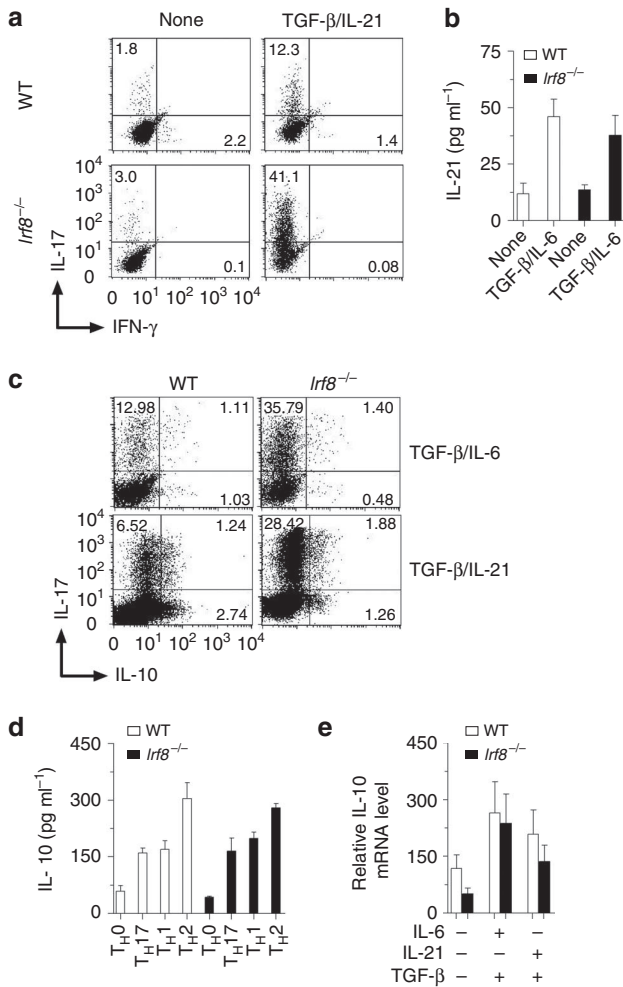 a
None
TGF-β/IL-21
WT
1.8
2.2
12.3
1.4
Irf8−/−
10⁴
10³
10²
10¹
0
3.0
0.1
41.1
0.08
0 10¹ 10² 10³ 10⁴
0 10¹ 10² 10³ 10⁴
IL-17
IFN-γ
b
WT
Irf8−/−
IL-21 (pg ml−1)
75
50
25
0
None
TGF-β/IL-6
None
TGF-β/IL-6
c
WT
Irf8−/−
12.98 1.11
1.03
35.79 1.40
0.48
TGF-β/IL-6
10⁴
10³
10²
10¹
0
6.52 1.24
2.74
28.42 1.88
1.26
TGF-β/IL-21
0 10¹ 10² 10³ 10⁴
IL-17
IL-10
d
WT
Irf8−/−
IL- 10 (pg ml−1)
450
300
150
0
TH0
TH17
TH1
TH2
TH0
TH17
TH1
TH2
e
WT
Irf8−/−
Relative IL-10
mRNA level
450
300
150
0
IL-6 − + −
IL-21 − − +
TGF-β − + +